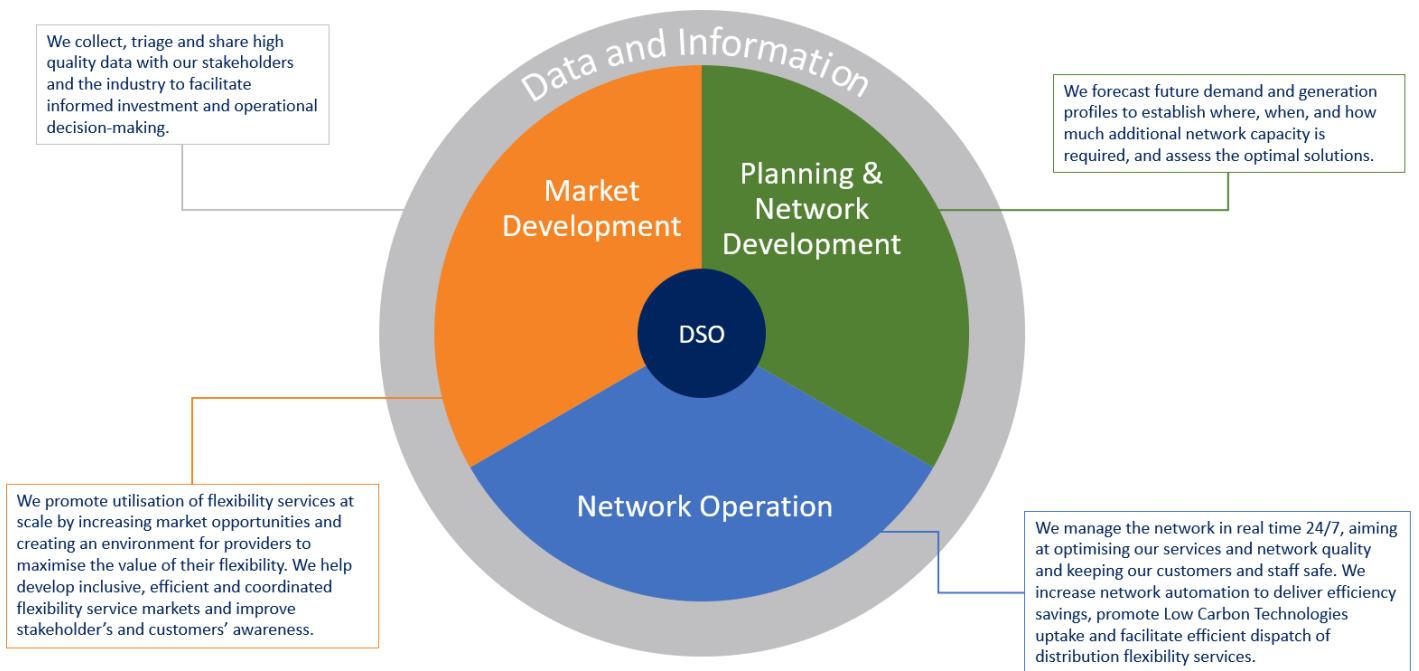 We collect, triage and share high
quality data with our stakeholders
and the industry to facilitate
informed investment and operational
decision-making.
Data and Information
We forecast future demand and generation
profiles to establish where, when, and how
much additional network capacity is
required, and assess the optimal solutions.
Market
Development
Planning &
Network
Development
DSO
Network Operation
We promote utilisation of flexibility services at
scale by increasing market opportunities and
creating an environment for providers to
maximise the value of their flexibility. We help
develop inclusive, efficient and coordinated
flexibility service markets and improve
stakeholder’s and customers’ awareness.
We manage the network in real time 24/7, aiming
at optimising our services and network quality
and keeping our customers and staff safe. We
increase network automation to deliver efficiency
savings, promote Low Carbon Technologies
uptake and facilitate efficient dispatch of
distribution flexibility services.